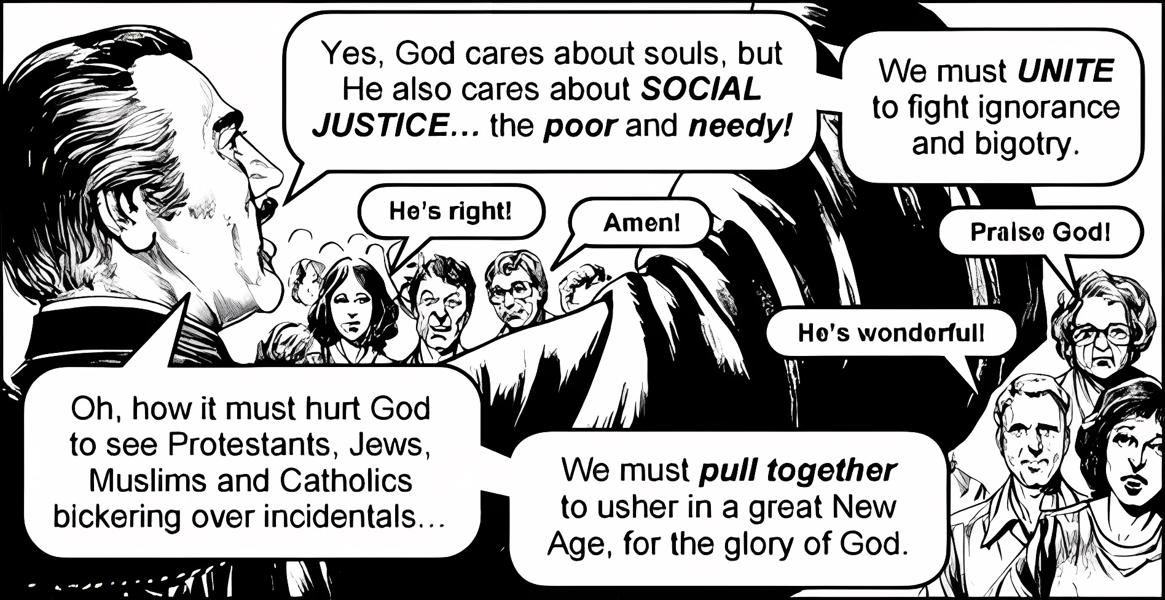 Yes, God cares about souls, but
He also cares about SOCIAL
JUSTICE... the poor and needy!
We must UNITE
to fight ignorance
and bigotry.
He's right!
Amen!
Praise God!
He's wonderful!
Oh, how it must hurt God
to see Protestants, Jews,
Muslims and Catholics
bickering over incidentals...
We must pull together
to usher in a great New
Age, for the glory of God.